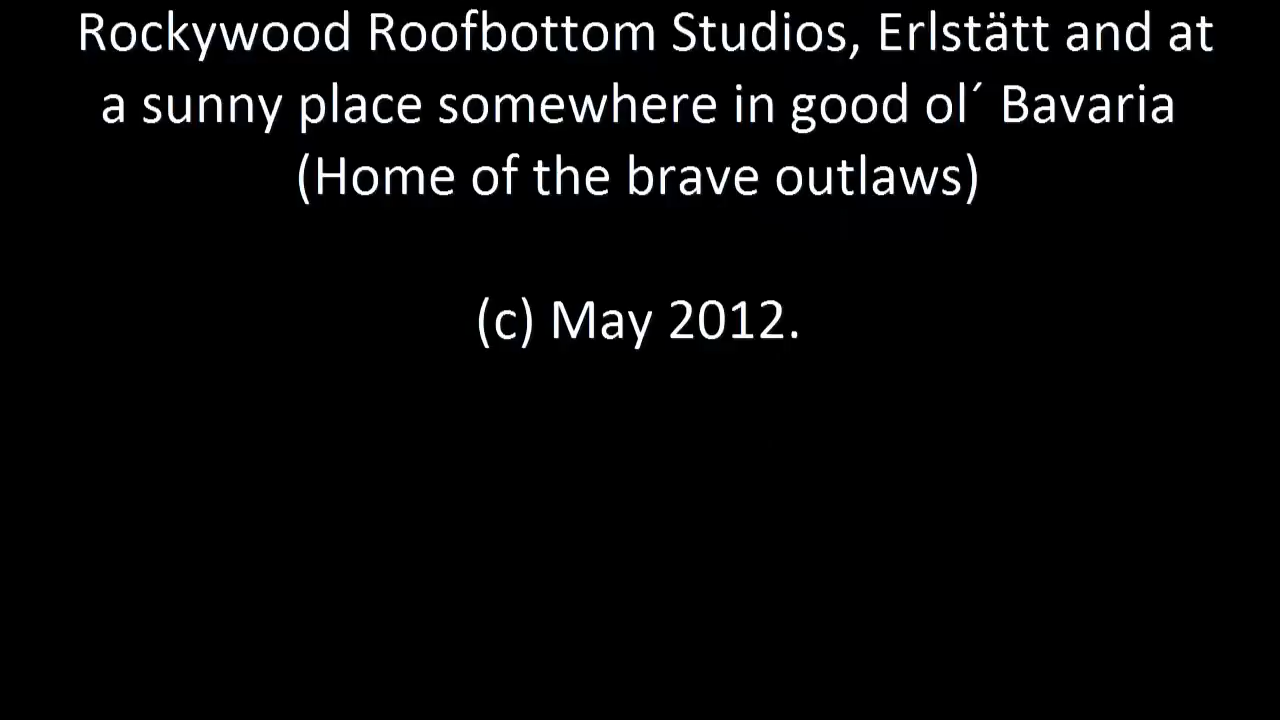 Rockywood Roofbottom Studios, Erlstätt and at
a sunny place somewhere in good ol´ Bavaria
(Home of the brave outlaws)
(c) May 2012.